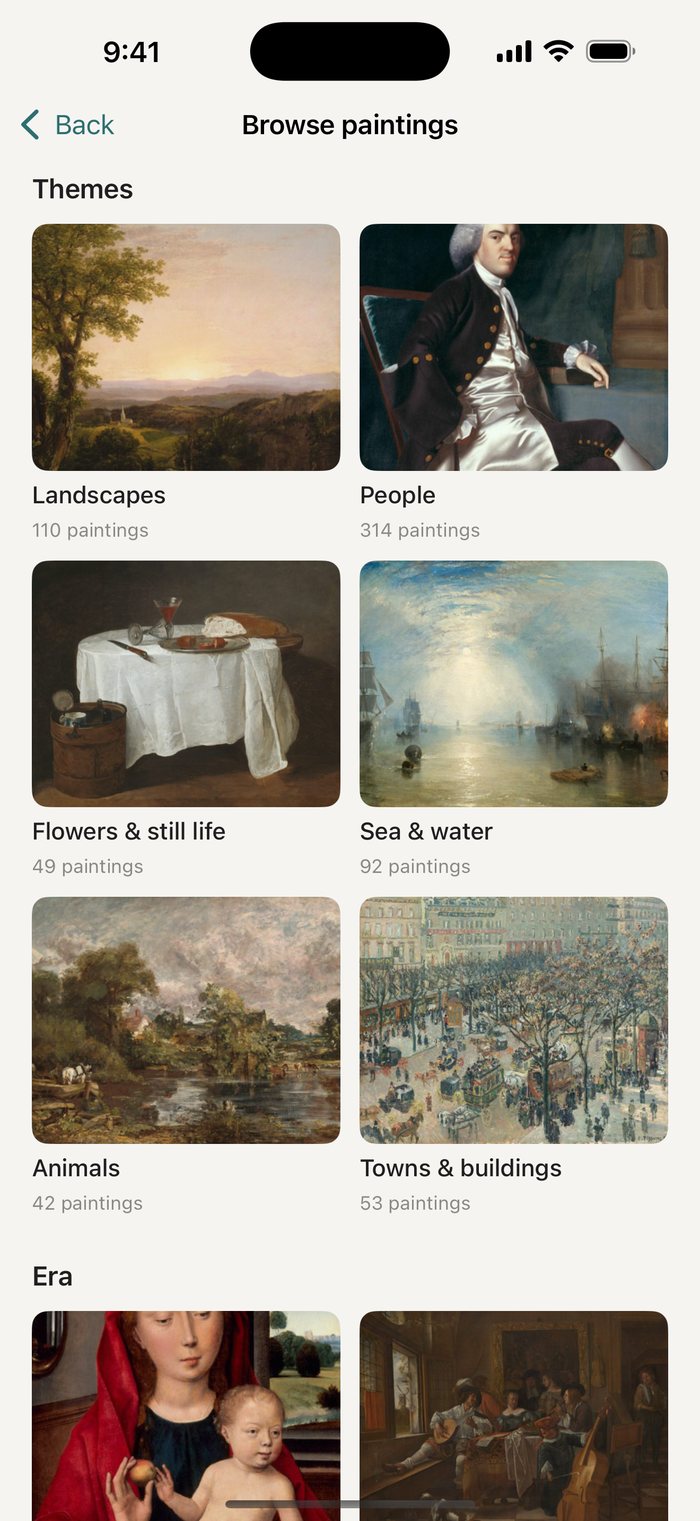 9:41
Back
Browse paintings
Themes
Landscapes
110 paintings
People
314 paintings
Flowers & still life
49 paintings
Sea & water
92 paintings
Animals
42 paintings
Towns & buildings
53 paintings
Era